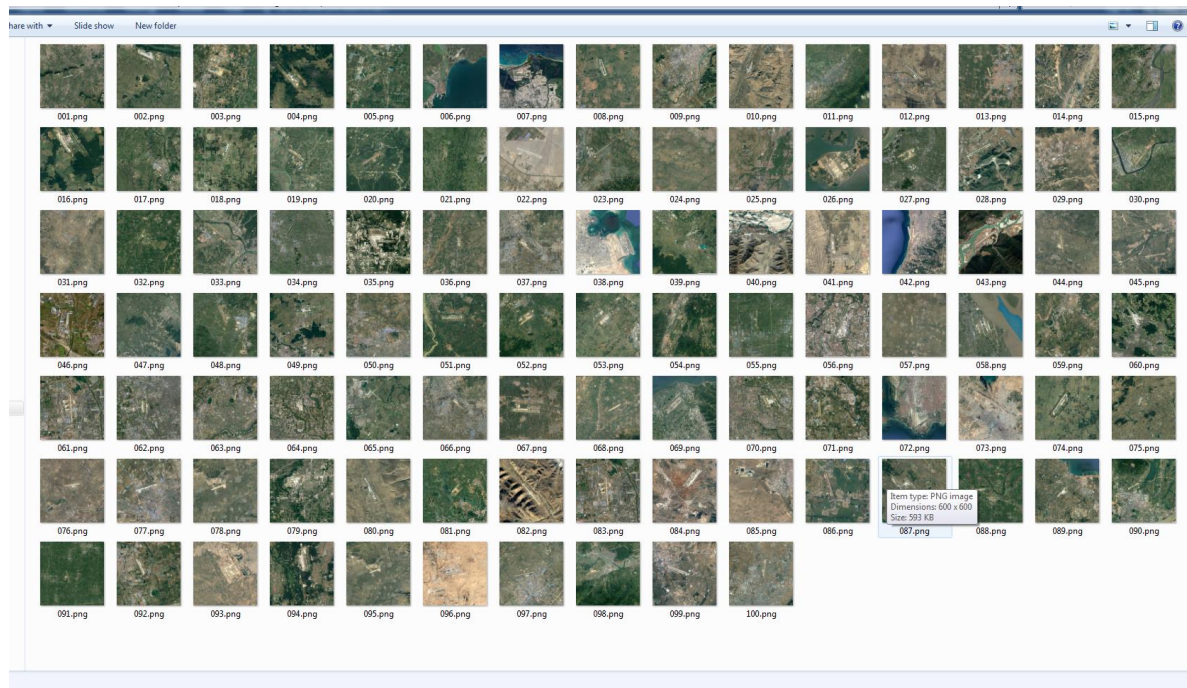 hare with Slide show New folder
001.png 002.png 003.png 004.png 005.png 006.png 007.png 008.png 009.png 010.png 011.png 012.png 013.png 014.png 015.png
016.png 017.png 018.png 019.png 020.png 021.png 022.png 023.png 024.png 025.png 026.png 027.png 028.png 029.png 030.png
031.png 032.png 033.png 034.png 035.png 036.png 037.png 038.png 039.png 040.png 041.png 042.png 043.png 044.png 045.png
046.png 047.png 048.png 049.png 050.png 051.png 052.png 053.png 054.png 055.png 056.png 057.png 058.png 059.png 060.png
061.png 062.png 063.png 064.png 065.png 066.png 067.png 068.png 069.png 070.png 071.png 072.png 073.png 074.png 075.png
Item type: PNG image
Dimensions: 600 x 600
Size: 593 KB
076.png 077.png 078.png 079.png 080.png 081.png 082.png 083.png 084.png 085.png 086.png 087.png 088.png 089.png 090.png
091.png 092.png 093.png 094.png 095.png 096.png 097.png 098.png 099.png 100.png